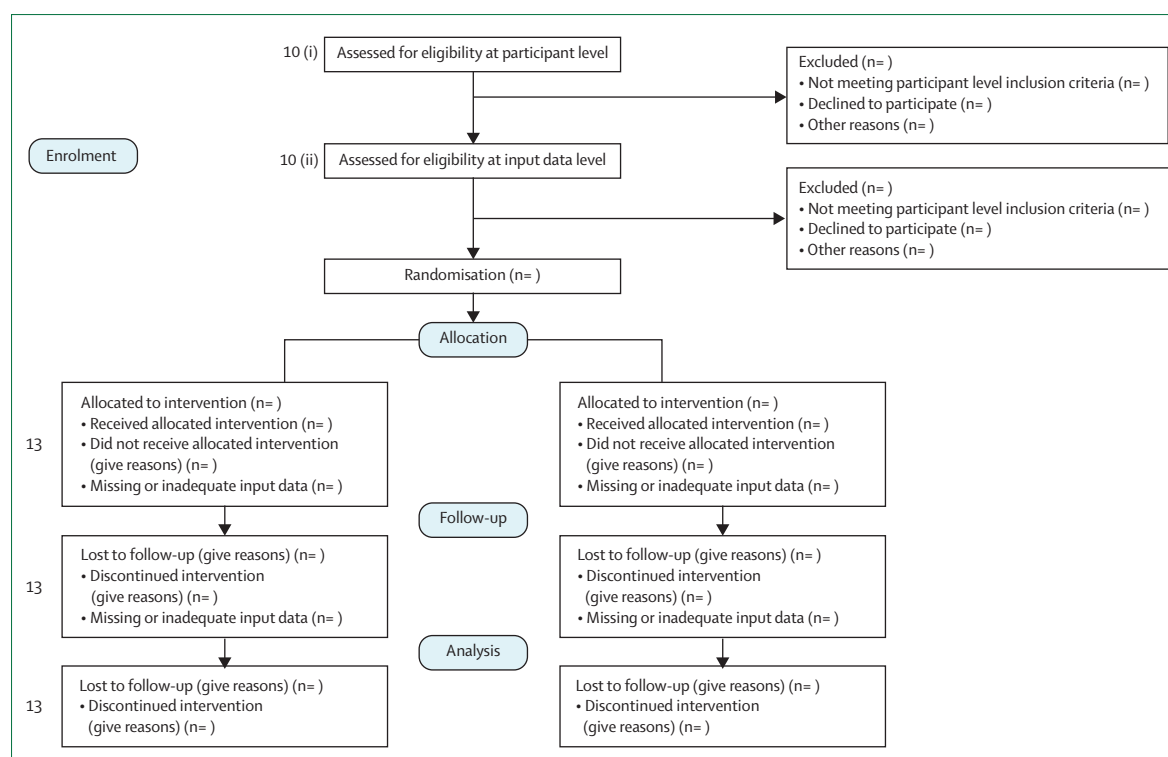 10 (i)
Assessed for eligibility at participant level
Excluded (n= )
• Not meeting participant level inclusion criteria (n= )
• Declined to participate (n= )
• Other reasons (n= )
Enrolment
10 (ii)
Assessed for eligibility at input data level
Excluded (n= )
• Not meeting participant level inclusion criteria (n= )
• Declined to participate (n= )
• Other reasons (n= )
Randomisation (n= )
Allocation
13
Allocated to intervention (n= )
• Received allocated intervention (n= )
• Did not receive allocated intervention
(give reasons) (n= )
• Missing or inadequate input data (n= )
Allocated to intervention (n= )
• Received allocated intervention (n= )
• Did not receive allocated intervention
(give reasons) (n= )
• Missing or inadequate input data (n= )
Follow-up
13
Lost to follow-up (give reasons) (n= )
• Discontinued intervention
(give reasons) (n= )
• Missing or inadequate input data (n= )
Lost to follow-up (give reasons) (n= )
• Discontinued intervention
(give reasons) (n= )
• Missing or inadequate input data (n= )
Analysis
13
Lost to follow-up (give reasons) (n= )
• Discontinued intervention
(give reasons) (n= )
Lost to follow-up (give reasons) (n= )
• Discontinued intervention
(give reasons) (n= )